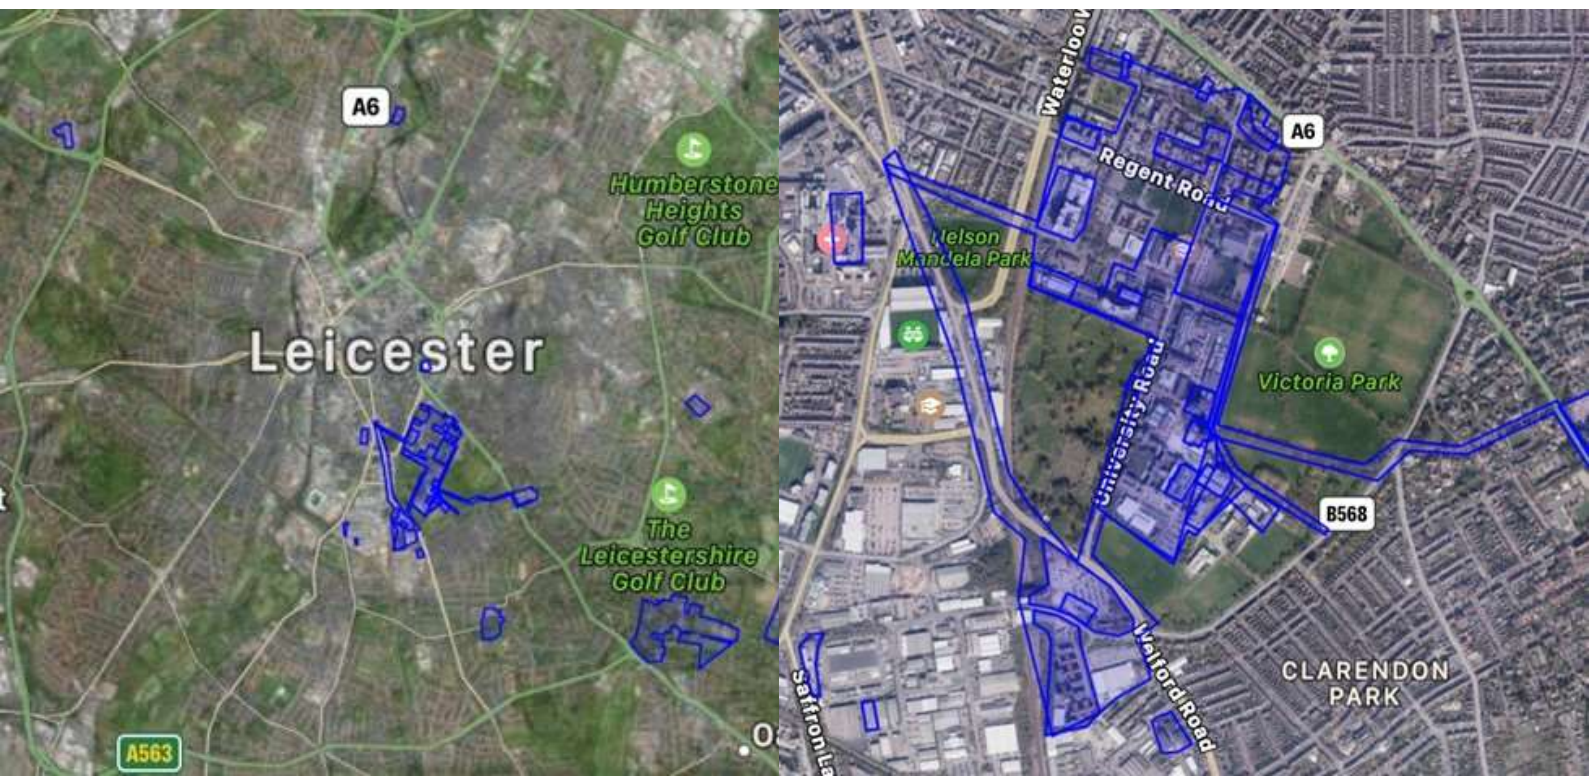 A6
Humberstone
Heights
Golf Club
Leicester
The
Leicestershire
Golf Club
A563
Waterloo
A6
Regent Road
Nelson
Mandela Park
University Road
Victoria Park
B568
Welford Road
CLARENDON
PARK
Saffron La